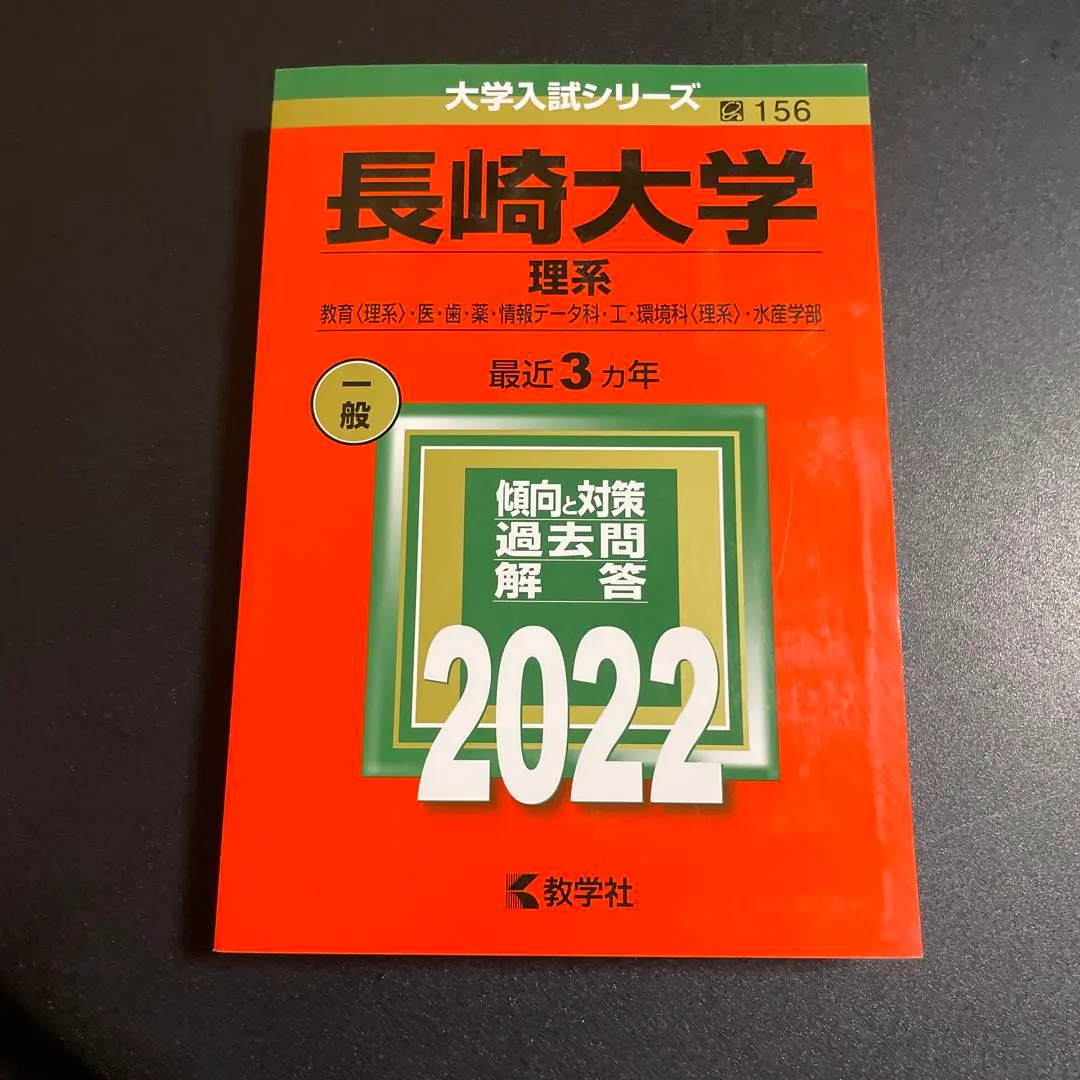 大学入試シリーズ
156
長崎大学
理系
教育〈理系〉・医・歯・薬・情報データ科・工・環境科〈理系〉・水産学部
最近3ヵ年
一般
傾向と対策
過去問
解答
2022
教学社